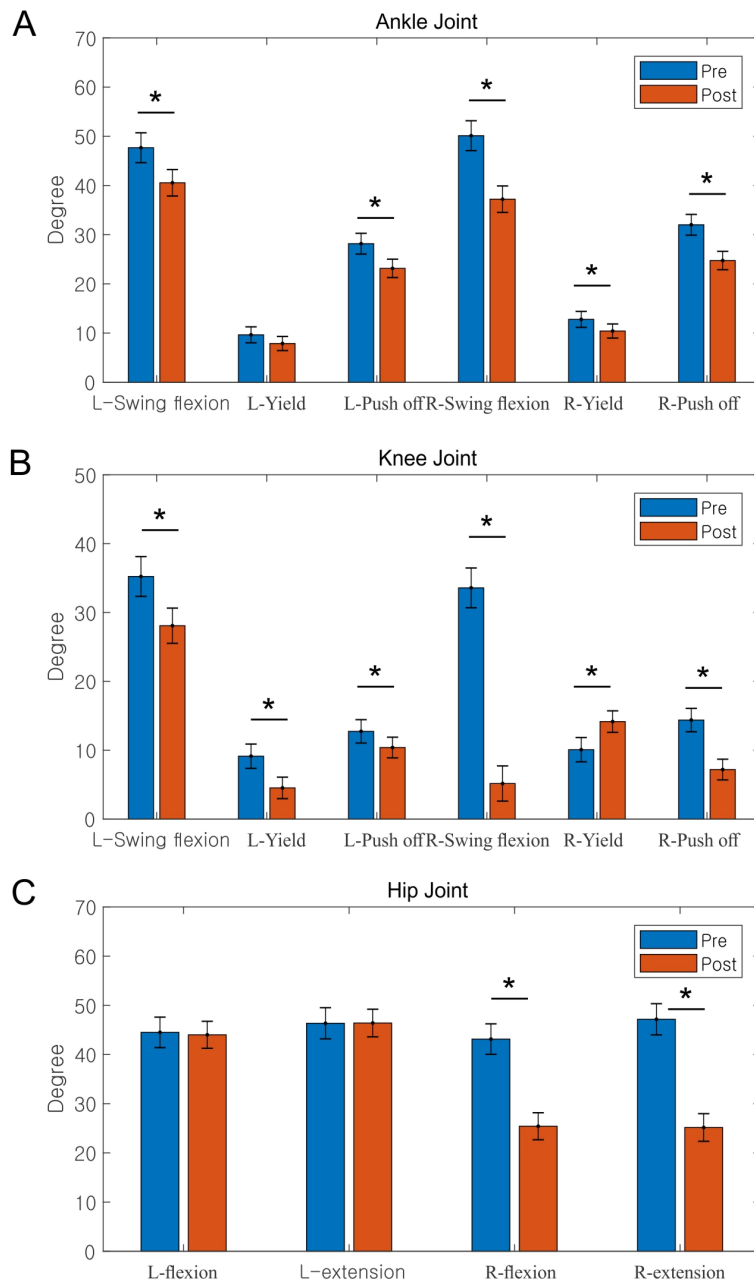 A
Ankle Joint
70
60
50
40
30
20
10
0
Degree
Pre
Post
*
*
*
*
*
L-Swing flexion L-Yield L-Push off R-Swing flexion R-Yield R-Push off
B
Knee Joint
50
40
30
20
10
0
Degree
Pre
Post
*
*
*
*
*
*
L-Swing flexion L-Yield L-Push off R-Swing flexion R-Yield R-Push off
C
Hip Joint
70
60
50
40
30
20
10
0
Degree
Pre
Post
*
*
L-flexion L-extension R-flexion R-extension